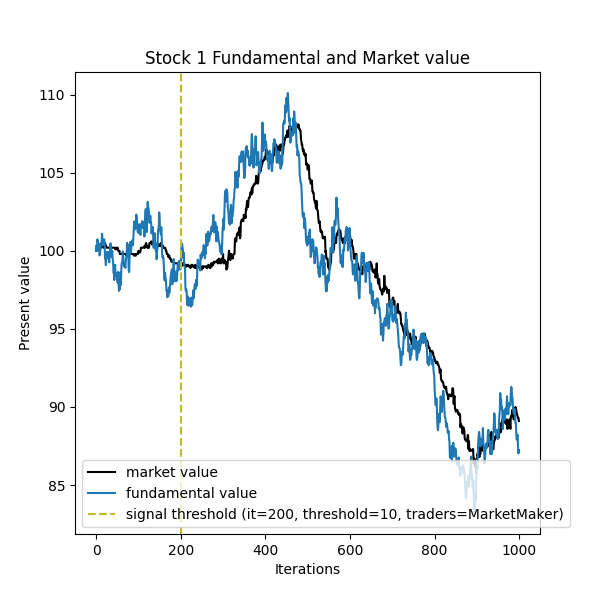 Stock 1 Fundamental and Market value
110
105
100
95
90
85
Present value
market value
fundamental value
signal threshold (it=200, threshold=10, traders=MarketMaker)
0 200 400 600 800 1000
Iterations